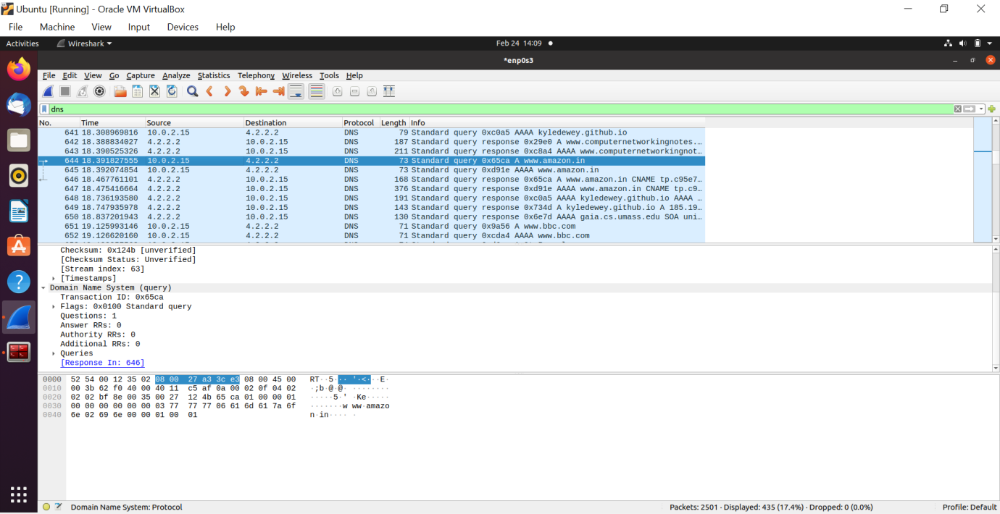 Ubuntu [Running] - Oracle VM VirtualBox
File Machine View Input Devices Help
Activities Wireshark Feb 24 14:09
*enp0s3
File Edit View Go Capture Analyze Statistics Telephony Wireless Tools Help
dns
No. Time Source Destination Protocol Length Info
641 18.308969816 10.0.2.15 4.2.2.2 DNS 79 Standard query 0xc0a5 AAAA kyledewey.github.io
642 18.388834027 4.2.2.2 10.0.2.15 DNS 187 Standard query response 0x29e0 A www.computernetworkingnotes.…
643 18.390525326 4.2.2.2 10.0.2.15 DNS 211 Standard query response 0xc8a4 AAAA www.computernetworkingnot…
644 18.391827555 10.0.2.15 4.2.2.2 DNS 73 Standard query 0x65ca A www.amazon.in
645 18.392074854 10.0.2.15 4.2.2.2 DNS 73 Standard query 0xd91e AAAA www.amazon.in
646 18.467761101 4.2.2.2 10.0.2.15 DNS 168 Standard query response 0x65ca A www.amazon.in CNAME tp.c95e7…
647 18.475416664 4.2.2.2 10.0.2.15 DNS 376 Standard query response 0xd91e AAAA www.amazon.in CNAME tp.c9…
648 18.736193580 4.2.2.2 10.0.2.15 DNS 191 Standard query response 0xc0a5 AAAA kyledewey.github.io AAAA …
649 18.747935978 4.2.2.2 10.0.2.15 DNS 143 Standard query response 0x734d A kyledewey.github.io A 185.19…
650 18.837201943 4.2.2.2 10.0.2.15 DNS 130 Standard query response 0x6e7d AAAA gaia.cs.umass.edu SOA uni…
651 19.125993146 10.0.2.15 4.2.2.2 DNS 71 Standard query 0x9a56 A www.bbc.com
652 19.126620160 10.0.2.15 4.2.2.2 DNS 71 Standard query 0xcda4 AAAA www.bbc.com
Checksum: 0x124b [unverified]
[Checksum Status: Unverified]
[Stream index: 63]
[Timestamps]
Domain Name System (query)
Transaction ID: 0x65ca
Flags: 0x0100 Standard query
Questions: 1
Answer RRs: 0
Authority RRs: 0
Additional RRs: 0
Queries
[Response In: 646]
0000 52 54 00 12 35 02 08 00 27 a3 3c e3 08 00 45 00 RT··5···'·<···E·
0010 00 3b 62 f0 40 00 40 11 c5 af 0a 00 02 0f 04 02 ·;b·@·@· ········
0020 02 02 bf 8e 00 35 00 27 12 4b 65 ca 01 00 00 01 ·····5·' ·Ke·····
0030 00 00 00 00 00 00 03 77 77 77 06 61 6d 61 7a 6f ·······w ww·amazo
0040 6e 02 69 6e 00 00 01 00 01 n·in···· ·
Domain Name System: Protocol Packets: 2501 · Displayed: 435 (17.4%) · Dropped: 0 (0.0%) Profile: Default